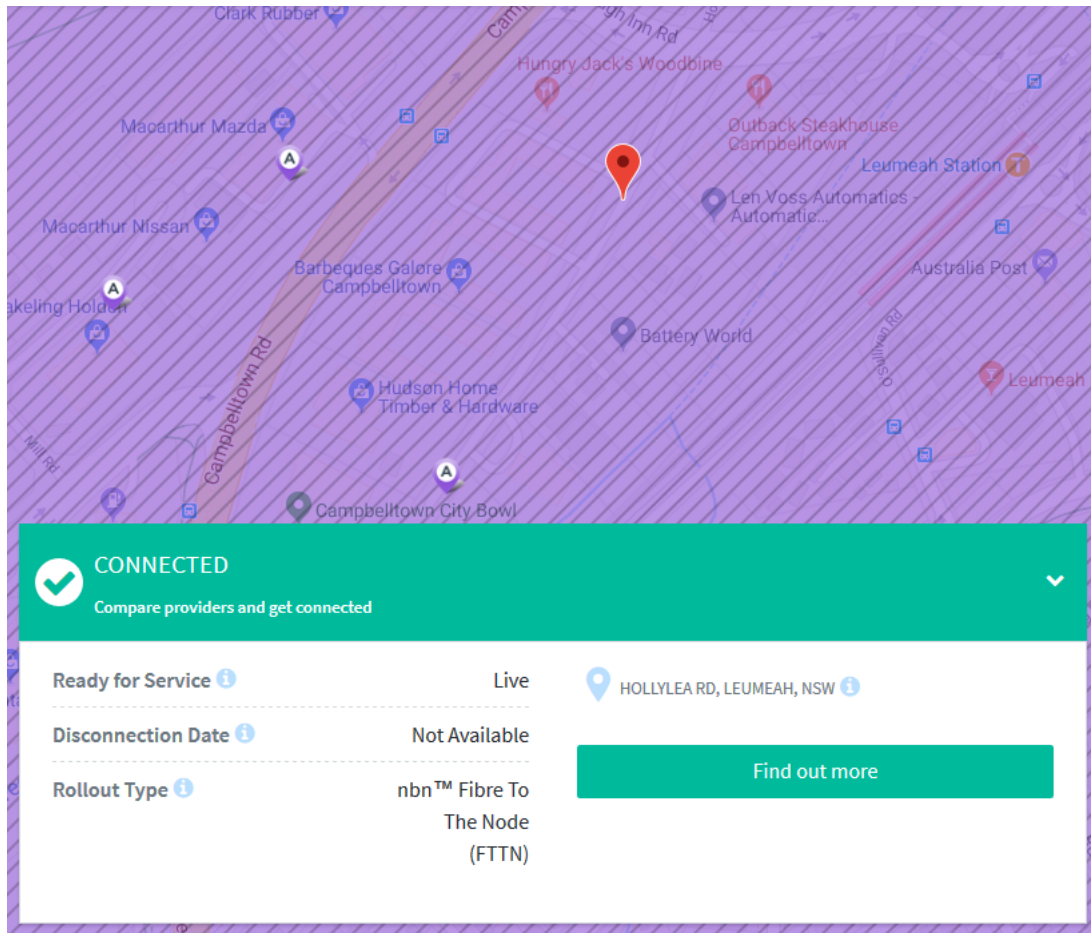 Clark Rubber
Hungry Jack's Woodbine
Macarthur Mazda
Outback Steakhouse
Campbelltown
Leumeah Station
Len Voss Automatics -
Automatic...
Macarthur Nissan
Barbeques Galore
Campbelltown
Australia Post
A
A
akeling Holden
Battery World
O'Sullivan Rd
Campbelltown Rd
Hudson Home
Timber & Hardware
Leumeah
Mill Rd
A
Campbelltown City Bowl
CONNECTED
Compare providers and get connected
Ready for Service
Live
HOLLYLEA RD, LEUMEAH, NSW
Disconnection Date
Not Available
Find out more
Rollout Type
nbn™ Fibre To
The Node
(FTTN)